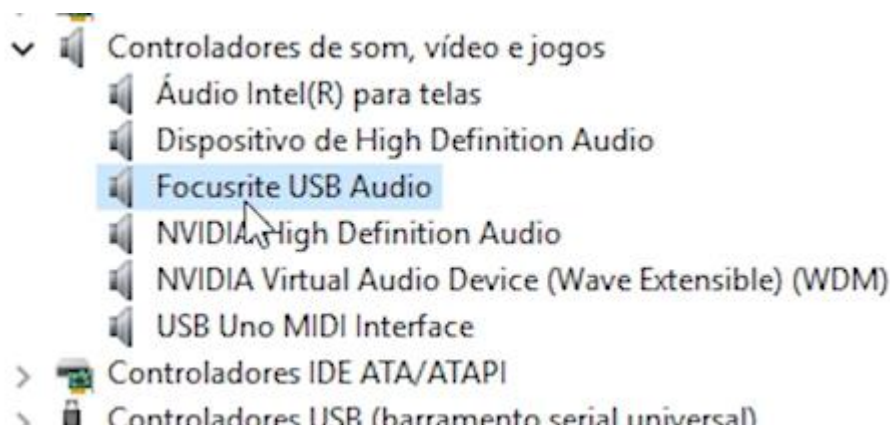 Controladores de som, vídeo e jogos
Áudio Intel(R) para telas
Dispositivo de High Definition Audio
Focusrite USB Audio
NVIDIA High Definition Audio
NVIDIA Virtual Audio Device (Wave Extensible) (WDM)
USB Uno MIDI Interface
Controladores IDE ATA/ATAPI
Controladores USB (barramento serial universal)